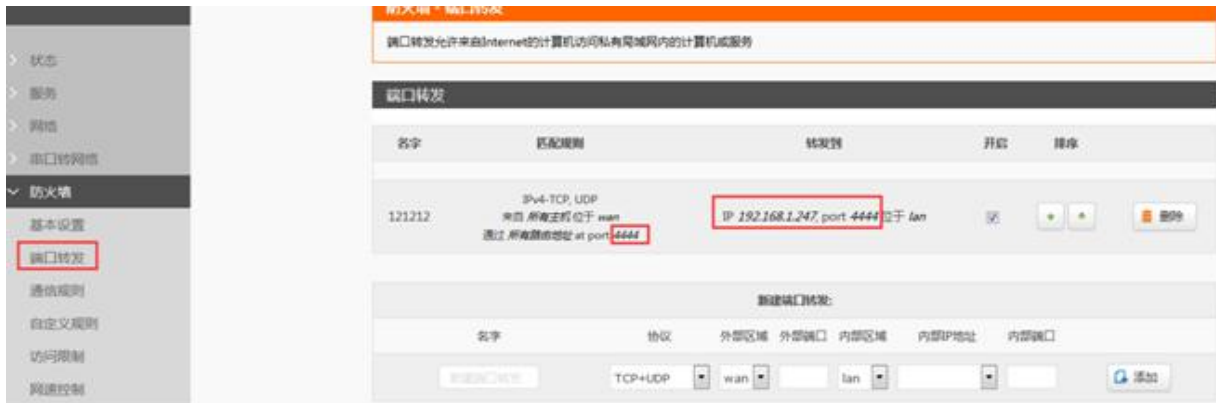 防火墙 - 端口转发
端口转发允许来自Internet的计算机访问私有局域网内的计算机或服务
状态
服务
网络
串口转网络
防火墙
基本设置
端口转发
通信规则
自定义规则
访问限制
网速控制
端口转发
名字 匹配规则 转发到 开启 排序
121212
IPv4-TCP, UDP
来自 所有主机 位于 wan
通过 所有路由地址 at port 4444
IP 192.168.1.247, port 4444 位于 lan
删除
新建端口转发:
名字 协议 外部区域 外部端口 内部区域 内部IP地址 内部端口
新建端口转发 TCP+UDP wan lan 添加